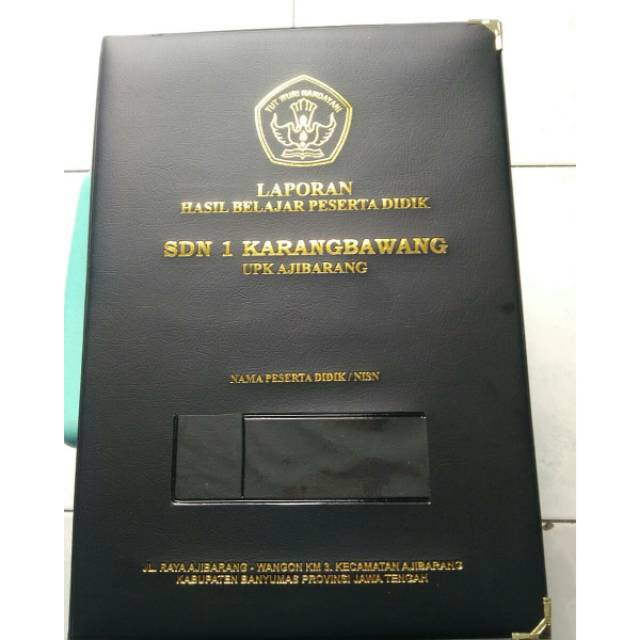 TUT WURI HANDAYANI
LAPORAN
HASIL BELAJAR PESERTA DIDIK
SDN 1 KARANGBAWANG
UPK AJIBARANG
NAMA PESERTA DIDIK / NISN
JL. RAYA AJIBARANG - WANGON KM 3. KECAMATAN AJIBARANG
KABUPATEN BANYUMAS PROVINSI JAWA TENGAH